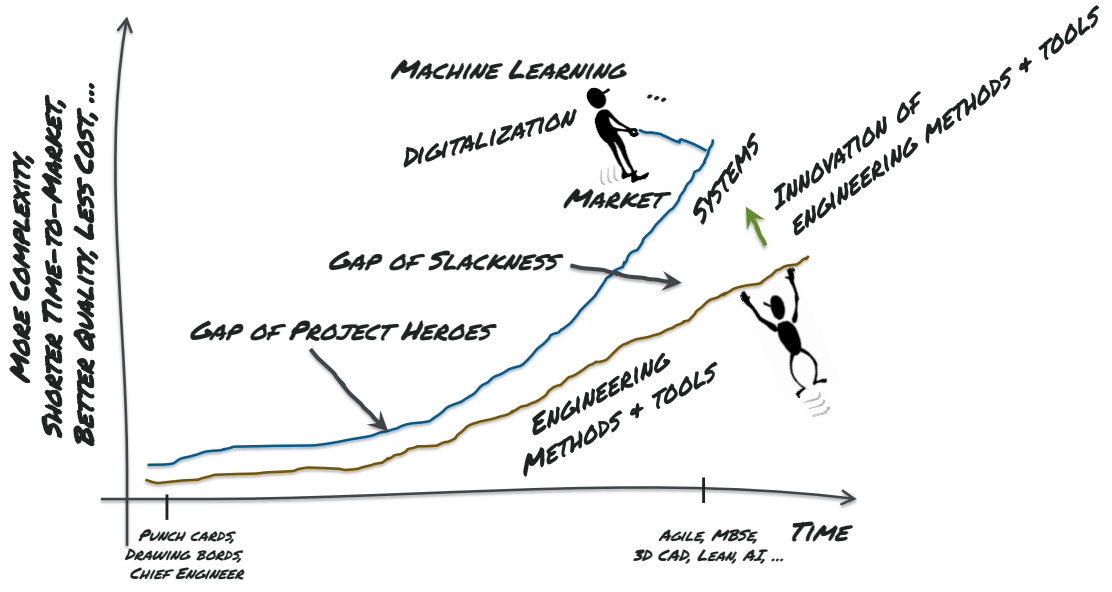 More Complexity,
Shorter Time-to-Market,
Better Quality, Less Cost, ...
Machine Learning
...
Digitalization
Market
Systems
Innovation of
Engineering Methods & Tools
Gap of Slackness
Gap of Project Heroes
Engineering
Methods & Tools
Punch cards,
Drawing bords,
Chief Engineer
Agile, MBSE,
3D CAD, Lean, AI, ...
Time